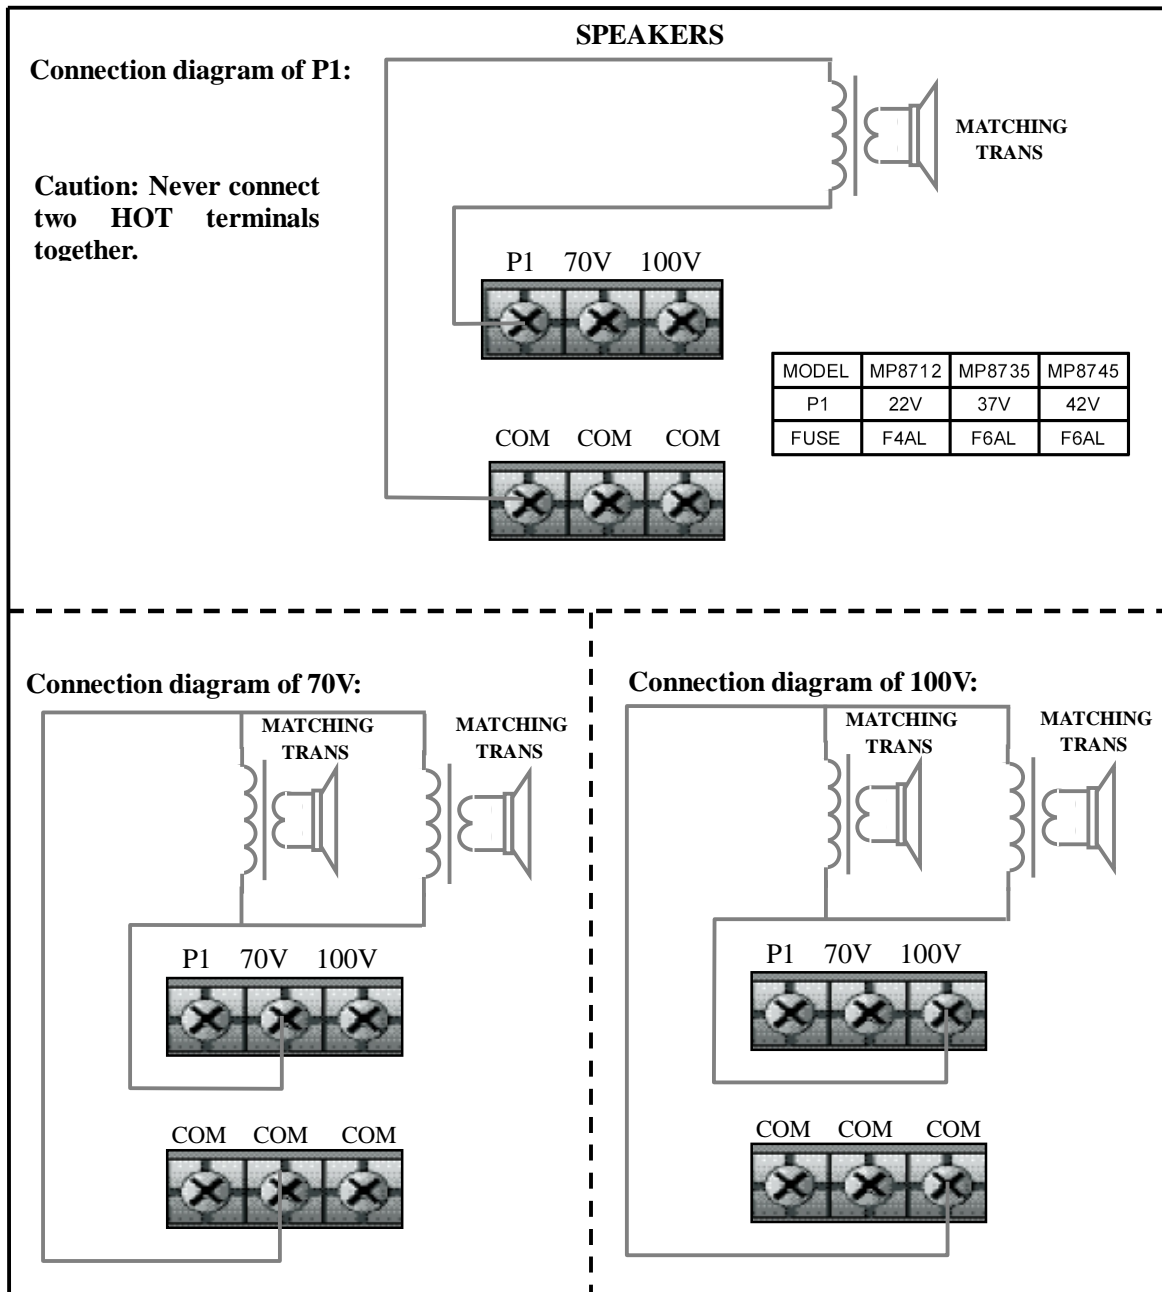 SPEAKERS
Connection diagram of P1:
MATCHING
TRANS
Caution: Never connect
two HOT terminals
together.
P1 70V 100V
MODEL MP8712 MP8735 MP8745
P1 22V 37V 42V
FUSE F4AL F6AL F6AL
COM COM COM
Connection diagram of 70V:
MATCHING
TRANS
MATCHING
TRANS
P1 70V 100V
COM COM COM
Connection diagram of 100V:
MATCHING
TRANS
MATCHING
TRANS
P1 70V 100V
COM COM COM